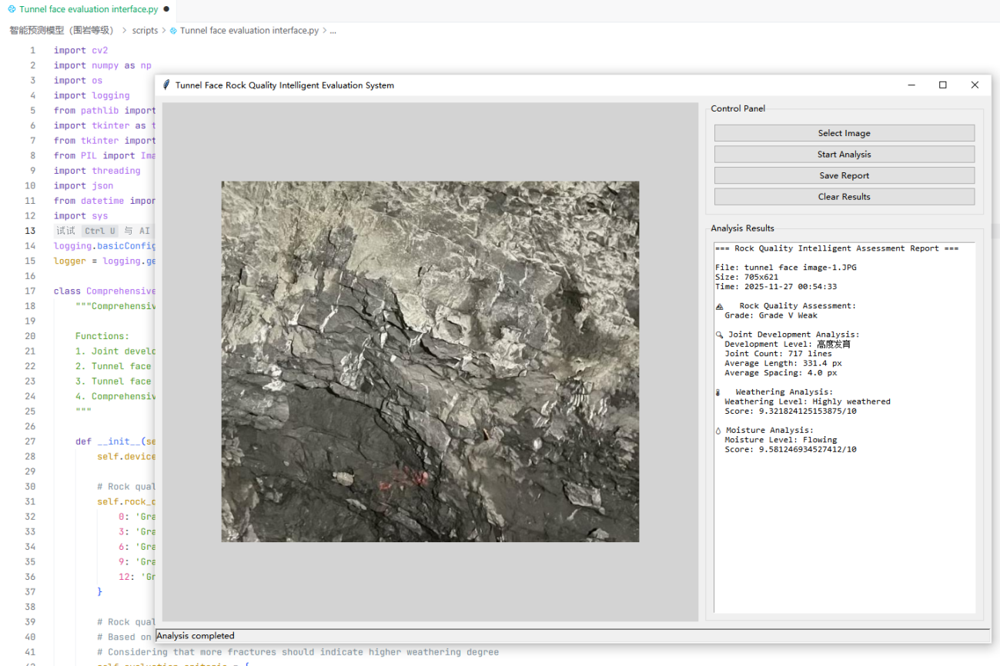 Tunnel face evaluation interface.py ●
智能预测模型（围岩等级） > scripts > Tunnel face evaluation interface.py > ...
1 import cv2
2 import numpy as np
3 import os
4 import logging
5 from pathlib import
6 import tkinter as t
7 from tkinter import
8 from PIL import Ima
9 import threading
10 import json
11 from datetime impor
12 import sys
13 试试 Ctrl U 与 AI
14 logging.basicConfig
15 logger = logging.ge
16
17 class Comprehensive
18 """Comprehensiv
19
20 Functions:
21 1. Joint develo
22 2. Tunnel face
23 3. Tunnel face
24 4. Comprehensiv
25 """
26
27 def __init__(se
28 self.device
29
30 # Rock qual
31 self.rock_
32 0: 'Gra
33 3: 'Gra
34 6: 'Gra
35 9: 'Gra
36 12: 'Gr
37 }
38
39 # Rock qual
40 # Based on
41 # Considering that more fractures should indicate higher weathering degree
Tunnel Face Rock Quality Intelligent Evaluation System
Control Panel
Select Image
Start Analysis
Save Report
Clear Results
Analysis Results
=== Rock Quality Intelligent Assessment Report ===
File: tunnel face image-1.JPG
Size: 705x621
Time: 2025-11-27 00:54:33
Rock Quality Assessment:
Grade: Grade V Weak
Joint Development Analysis:
Development Level: 高度发育
Joint Count: 717 lines
Average Length: 331.4 px
Average Spacing: 4.0 px
Weathering Analysis:
Weathering Level: Highly weathered
Score: 9.321824125153875/10
Moisture Analysis:
Moisture Level: Flowing
Score: 9.581246934527412/10
Analysis completed